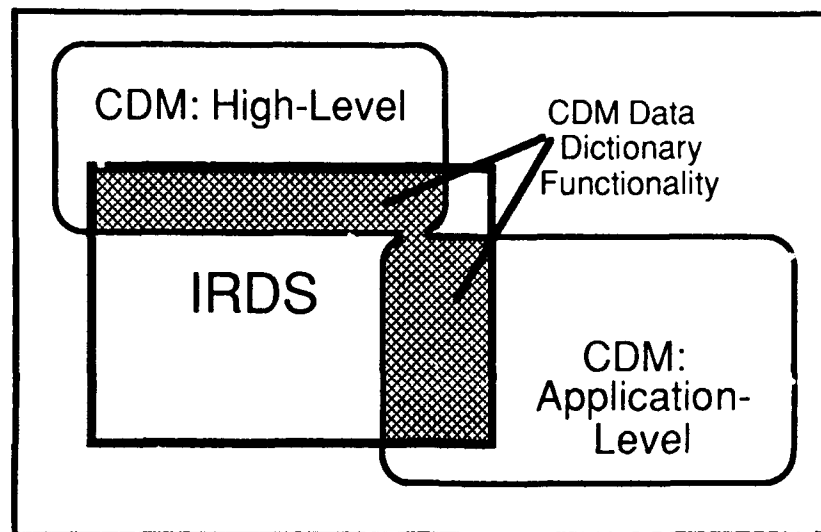 CDM: High-Level
CDM Data
Dictionary
Functionality
IRDS
CDM:
Application-
Level